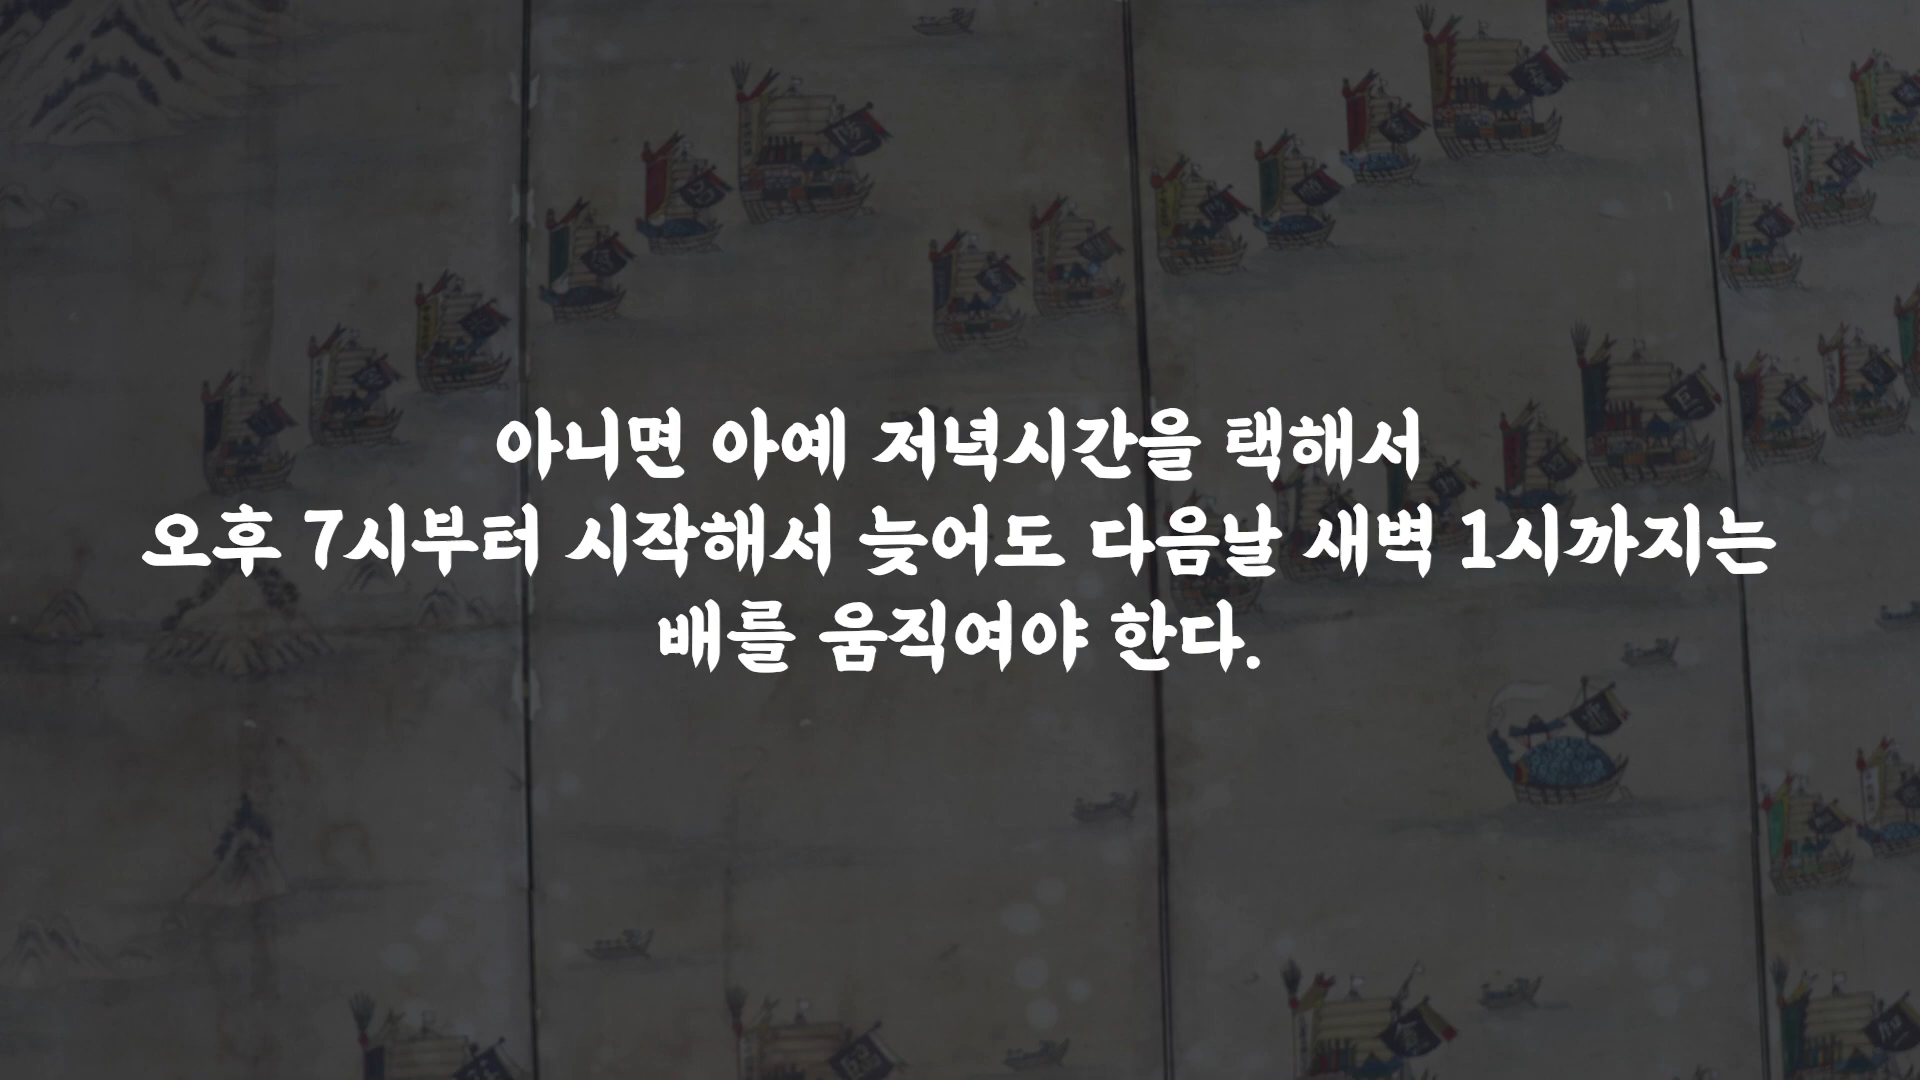 아니면 아예 저녁시간을 택해서
오후 7시부터 시작해서 늦어도 다음날 새벽 1시까지는
배를 움직여야 한다.